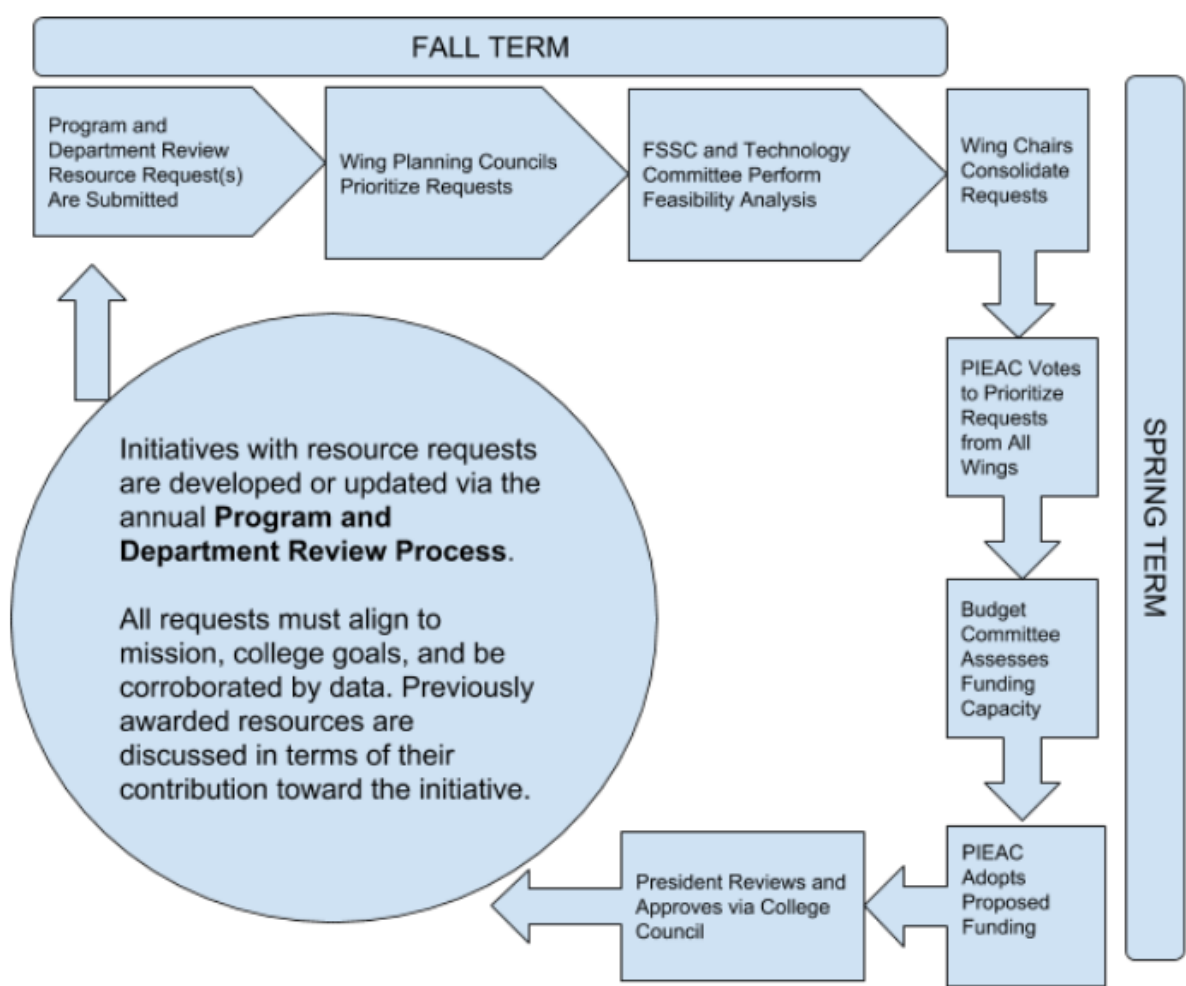 FALL TERM
Program and
Department Review
Resource Request(s)
Are Submitted
Wing Planning Councils
Prioritize Requests
FSSC and Technology
Committee Perform
Feasibility Analysis
Wing Chairs
Consolidate
Requests
SPRING TERM
PIEAC Votes
to Prioritize
Requests
from All
Wings
Budget
Committee
Assesses
Funding
Capacity
PIEAC
Adopts
Proposed
Funding
President Reviews and
Approves via College
Council
Initiatives with resource requests
are developed or updated via the
annual Program and
Department Review Process.
All requests must align to
mission, college goals, and be
corroborated by data. Previously
awarded resources are
discussed in terms of their
contribution toward the initiative.